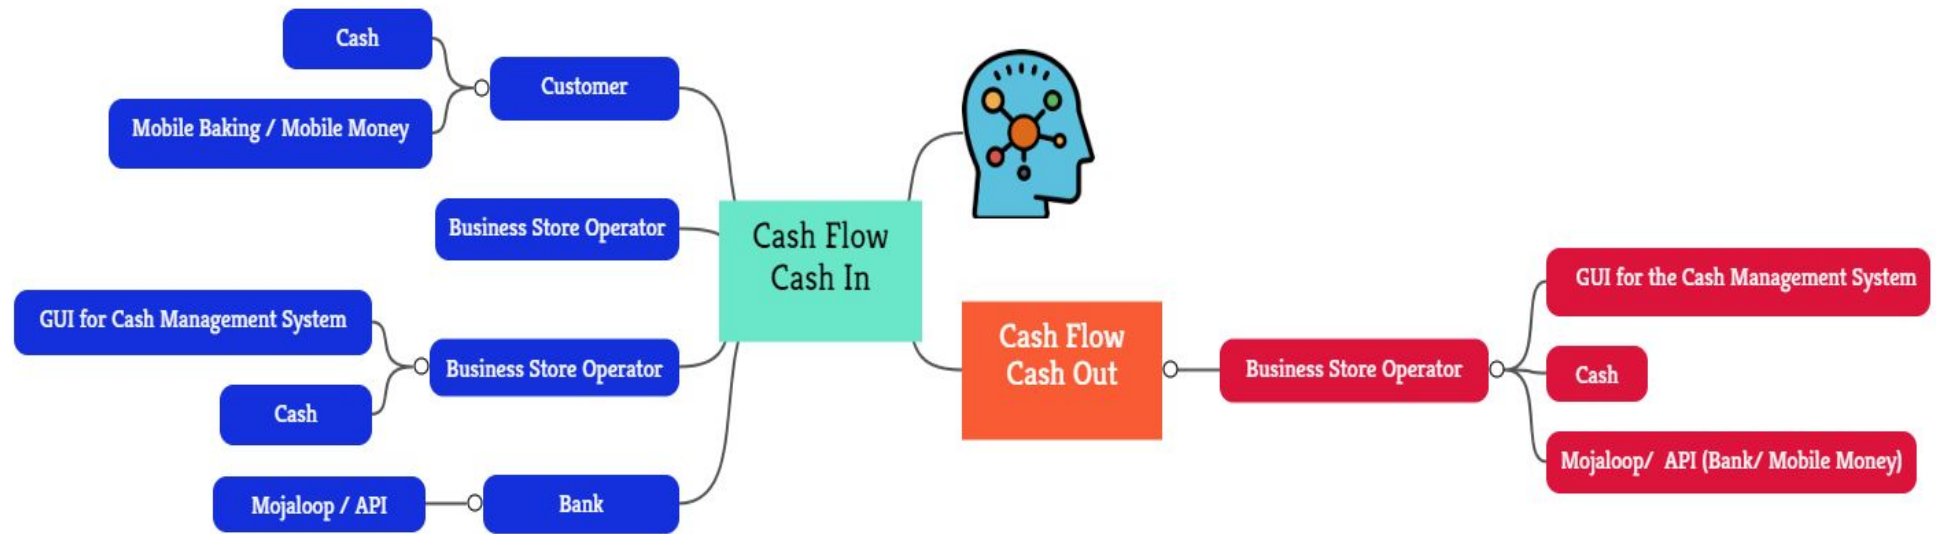 Cash
Customer
Mobile Baking / Mobile Money
Business Store Operator
GUI for Cash Management System
Business Store Operator
Cash
Mojaloop / API
Bank
Cash Flow
Cash In
Cash Flow
Cash Out
Business Store Operator
GUI for the Cash Management System
Cash
Mojaloop/ API (Bank/ Mobile Money)